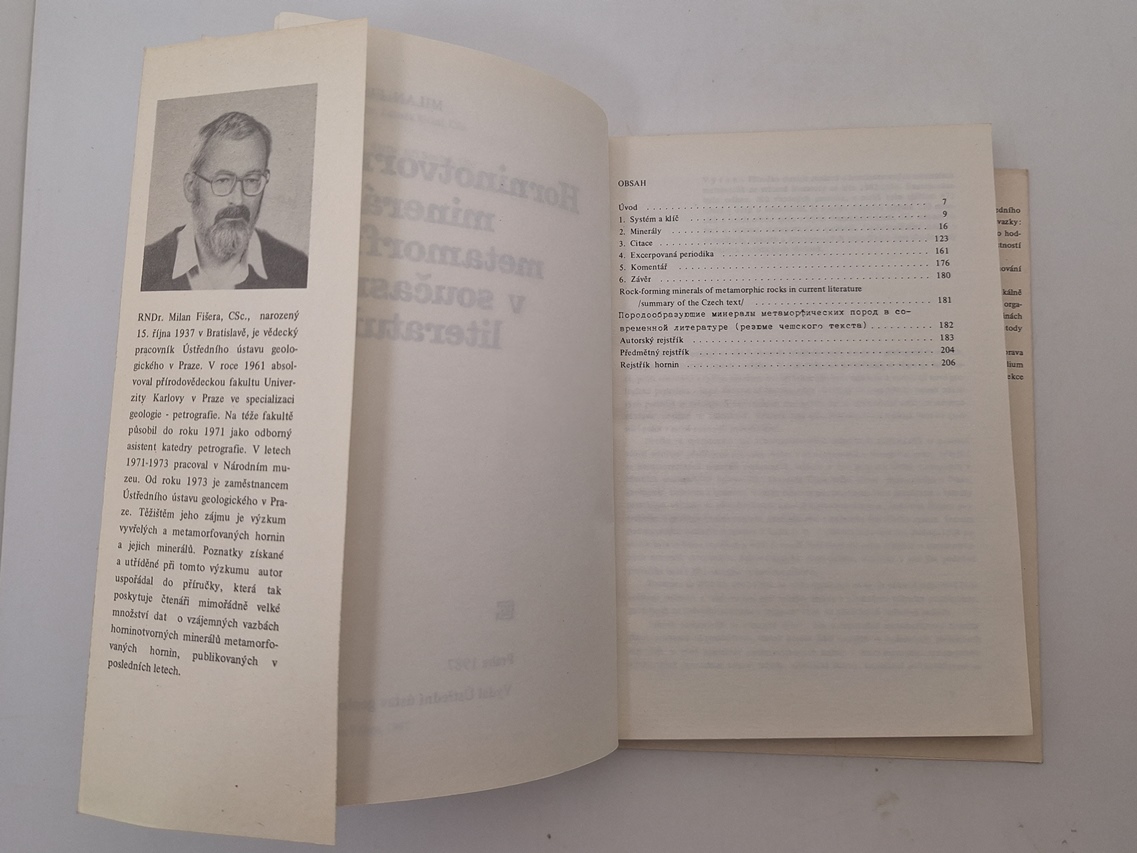 RNDr. Milan Fišera, CSc., narozený
15. října 1937 v Bratislavě, je vědecký
pracovník Ústředního ústavu geolo-
gického v Praze. V roce 1961 absol-
voval přírodovědeckou fakultu Univer-
zity Karlovy v Praze ve specializaci
geologie - petrografie. Na téže fakultě
působil do roku 1971 jako odborný
asistent katedry petrografie. V letech
1971-1973 pracoval v Národním mu-
zeu. Od roku 1973 je zaměstnancem
Ústředního ústavu geologického v Pra-
ze. Těžištěm jeho zájmu je výzkum
vyvřelých a metamorfovaných hornin
a jejich minerálů. Poznatky získané
a utříděné při tomto výzkumu autor
uspořádal do příručky, která tak
poskytuje čtenáři mimořádně velké
množství dat o vzájemných vazbách
horninotvorných minerálů metamorfo-
vaných hornin, publikovaných v
posledních letech.
Horninotvor
minerá
metamorf
v součas
literatu
Praha 1987
OBSAH
Úvod . . . 7
1. Systém a klíč . . . 9
2. Minerály . . . 16
3. Citace . . . 123
4. Excerpovaná periodika . . . 161
5. Komentář . . . 176
6. Závěr . . . 180
Rock-forming minerals of metamorphic rocks in current literature
/summary of the Czech text/ . . . 181
Породообразующие минералы метаморфических пород в со-
временной литературе (резюме чешского текста) . . . 182
Autorský rejstřík . . . 183
Předmětný rejstřík . . . 204
Rejstřík hornin . . . 206